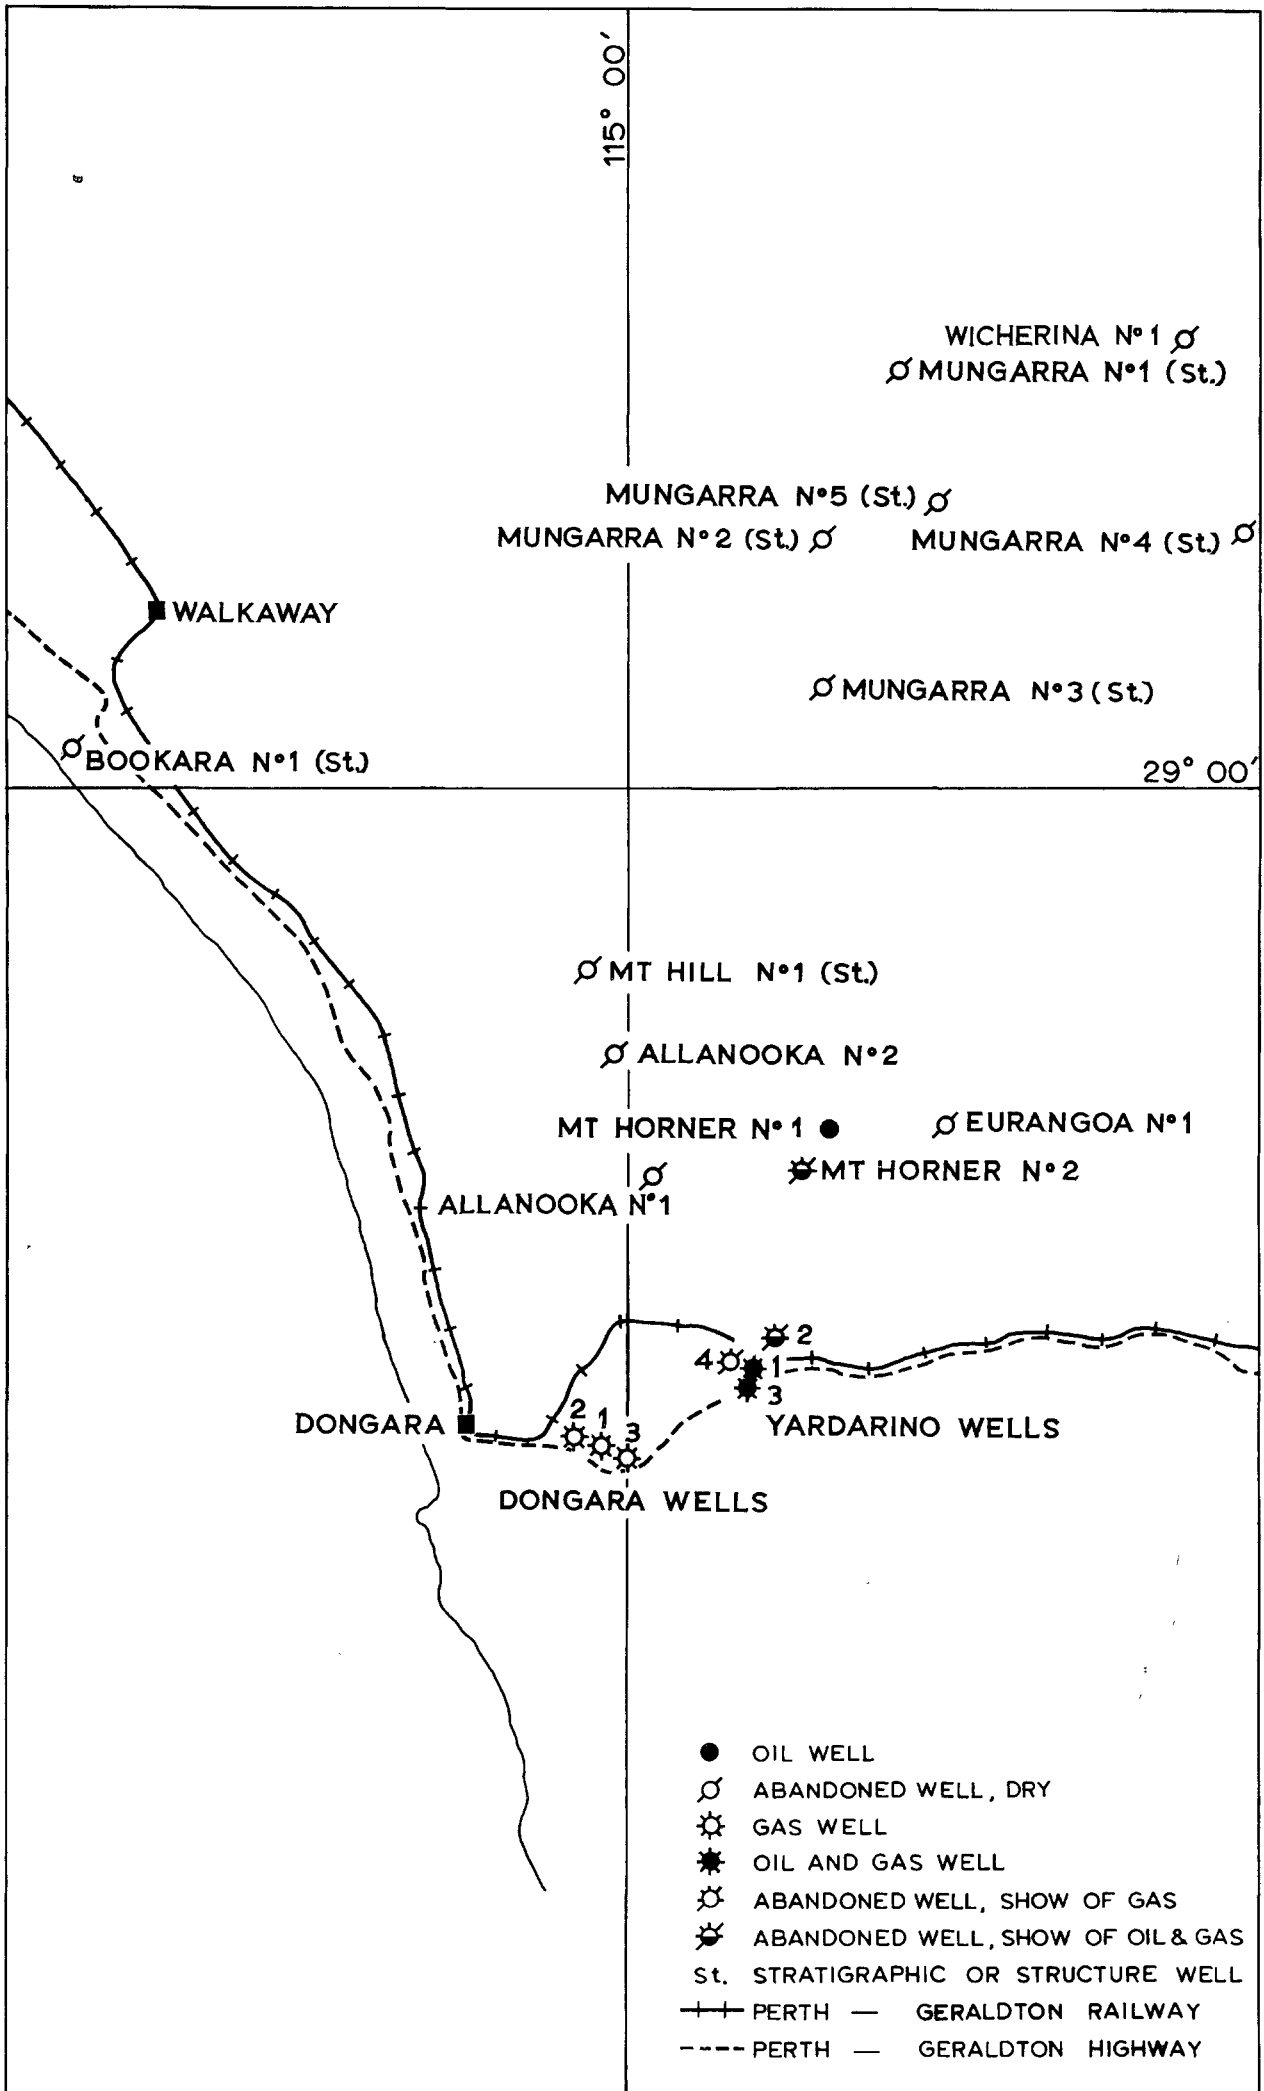 115° 00'
WICHERINA Nº 1
MUNGARRA Nº1 (St.)
MUNGARRA Nº5 (St.)
MUNGARRA Nº 2 (St.)
MUNGARRA Nº4 (St.)
WALKAWAY
MUNGARRA Nº3 (St.)
BOOKARA Nº1 (St.)
29° 00'
MT HILL Nº1 (St.)
ALLANOOKA Nº2
MT HORNER Nº 1
EURANGOA Nº1
MT HORNER Nº 2
ALLANOOKA Nº1
2
4
1
3
DONGARA
2
1
3
YARDARINO WELLS
DONGARA WELLS
OIL WELL
ABANDONED WELL, DRY
GAS WELL
OIL AND GAS WELL
ABANDONED WELL, SHOW OF GAS
ABANDONED WELL, SHOW OF OIL & GAS
St. STRATIGRAPHIC OR STRUCTURE WELL
PERTH — GERALDTON RAILWAY
PERTH — GERALDTON HIGHWAY